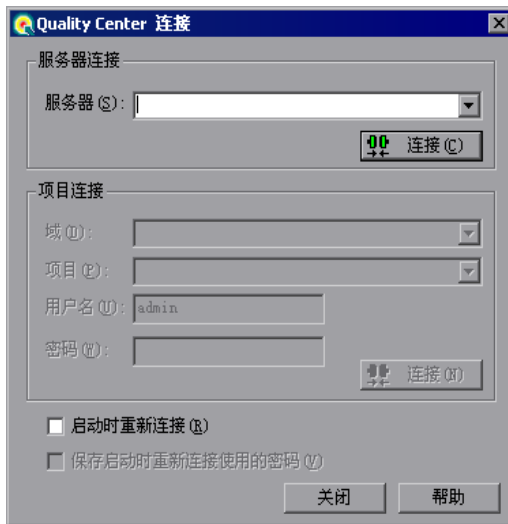 Quality Center 连接
服务器连接
服务器(S):
连接(C)
项目连接
域(D):
项目(P):
用户名(U): admin
密码(W):
连接(N)
启动时重新连接(R)
保存启动时重新连接使用的密码(V)
关闭 帮助